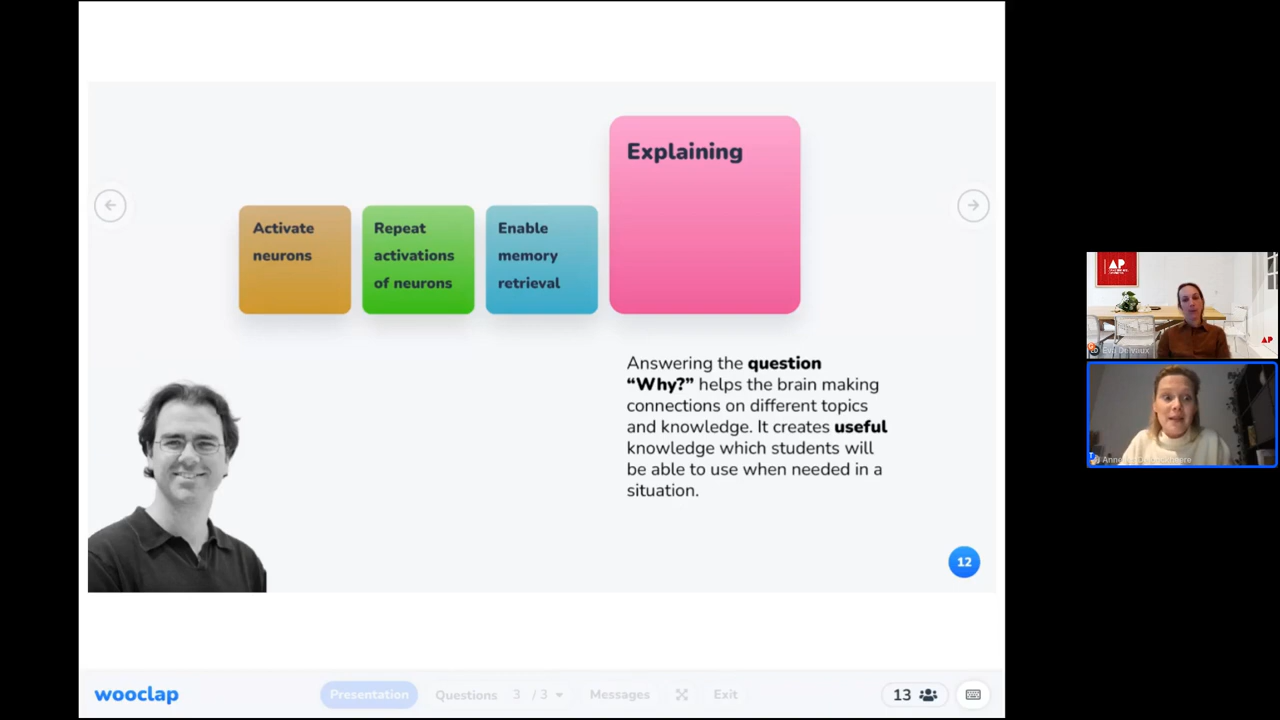 Explaining
Activate
neurons
Repeat
activations
of neurons
Enable
memory
retrieval
Answering the question
“Why?” helps the brain making
connections on different topics
and knowledge. It creates useful
knowledge which students will
be able to use when needed in a
situation.
12
wooclap
Presentation
Questions 3 / 3
Messages
Exit
13
AP
AP